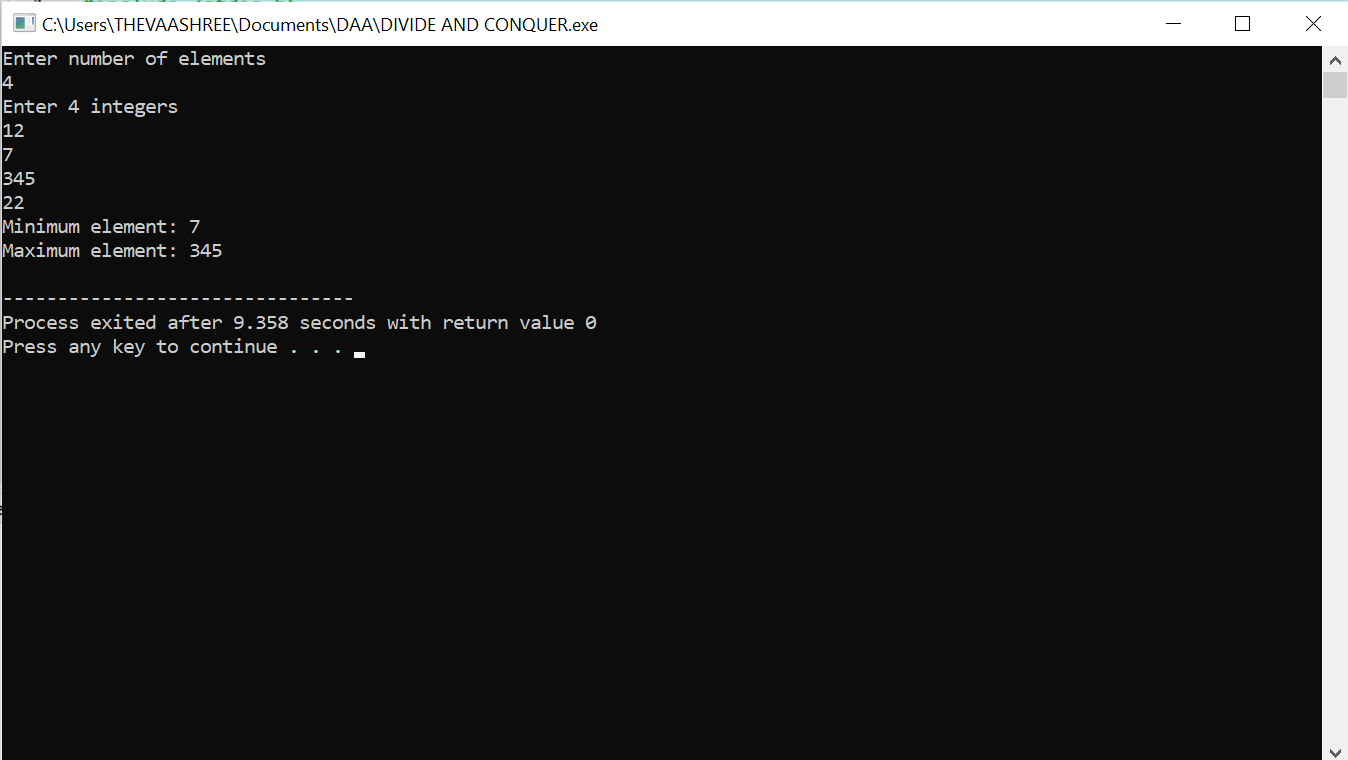 C:\Users\THEVAASHREE\Documents\DAA\DIVIDE AND CONQUER.exe
Enter number of elements
4
Enter 4 integers
12
7
345
22
Minimum element: 7
Maximum element: 345
--------------------------------
Process exited after 9.358 seconds with return value 0
Press any key to continue . . .